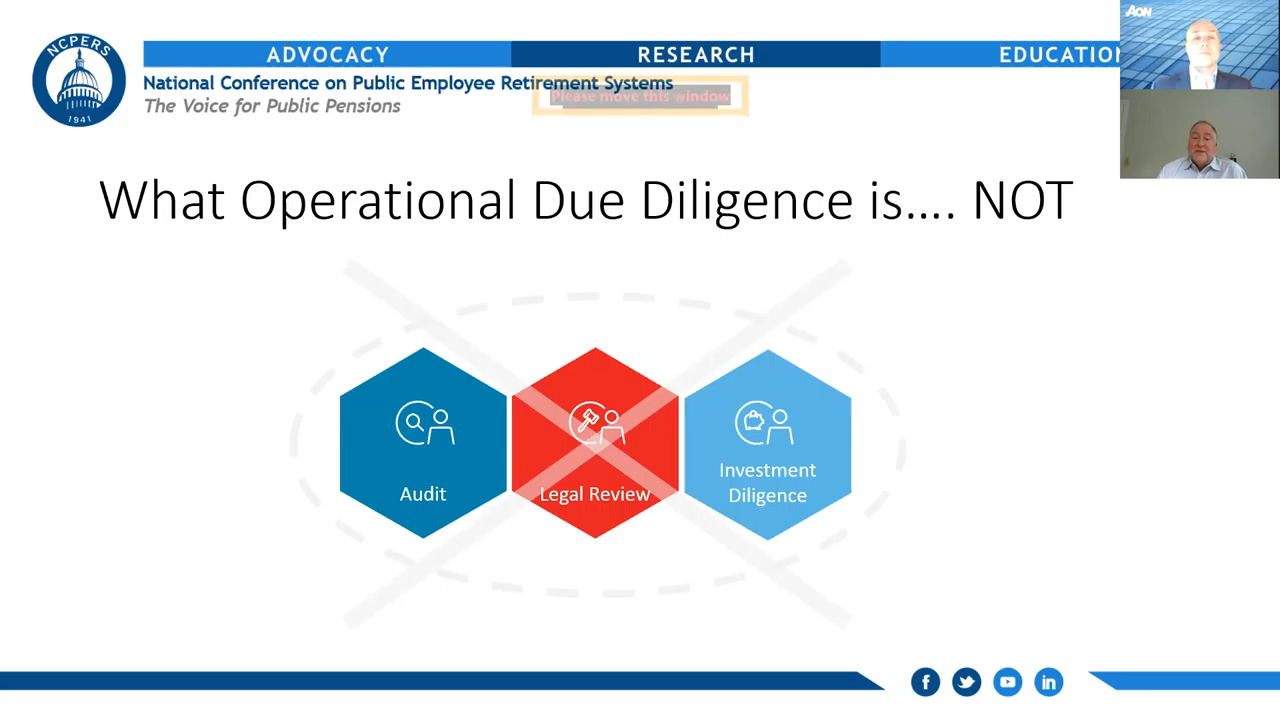 NCPERS
1941
ADVOCACY
RESEARCH
EDUCATION
National Conference on Public Employee Retirement Systems
The Voice for Public Pensions
Please move this window
AON
What Operational Due Diligence is.... NOT
Audit
Legal Review
Investment
Diligence